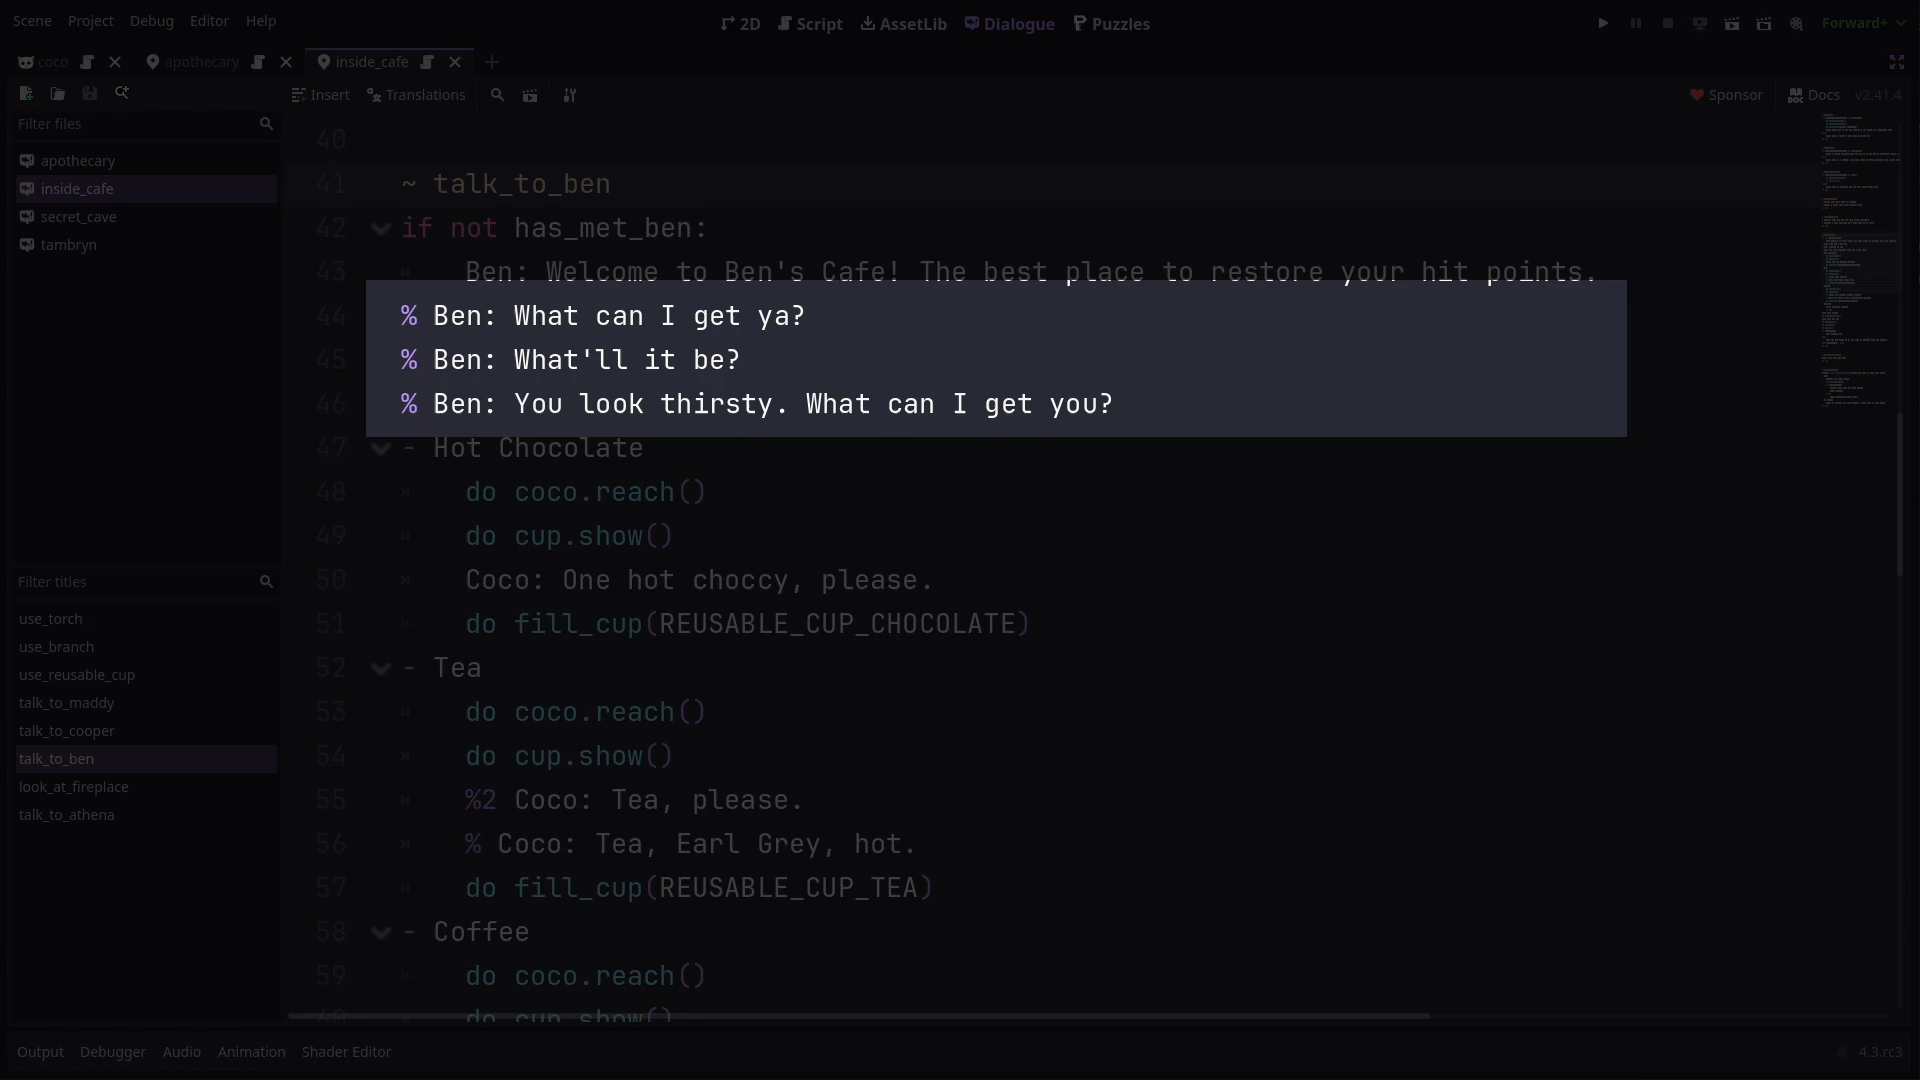 Scene Project Debug Editor Help
2D Script AssetLib Dialogue Puzzles
Forward+
coco apothecary inside_cafe
Insert Translations
Sponsor Docs v2.41.4
Filter files
apothecary
inside_cafe
secret_cave
tambryn
Filter titles
use_torch
use_branch
use_reusable_cup
talk_to_maddy
talk_to_cooper
talk_to_ben
look_at_fireplace
talk_to_athena
40
41 ~ talk_to_ben
42 if not has_met_ben:
43 Ben: Welcome to Ben's Cafe! The best place to restore your hit points.
44 % Ben: What can I get ya?
45 % Ben: What'll it be?
46 % Ben: You look thirsty. What can I get you?
47 - Hot Chocolate
48 do coco.reach()
49 do cup.show()
50 Coco: One hot choccy, please.
51 do fill_cup(REUSABLE_CUP_CHOCOLATE)
52 - Tea
53 do coco.reach()
54 do cup.show()
55 %2 Coco: Tea, please.
56 % Coco: Tea, Earl Grey, hot.
57 do fill_cup(REUSABLE_CUP_TEA)
58 - Coffee
59 do coco.reach()
60 do cup.show()
Output Debugger Audio Animation Shader Editor
4.3.rc3